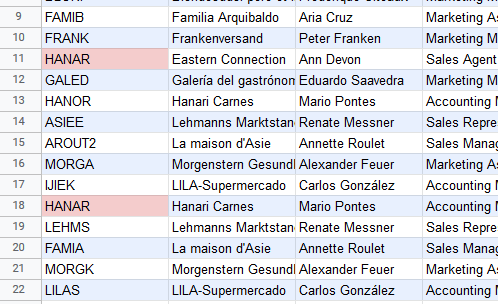 9 FAMIB Familia Arquibaldo Aria Cruz Marketing As
10 FRANK Frankenversand Peter Franken Marketing M
11 HANAR Eastern Connection Ann Devon Sales Agent
12 GALED Galería del gastrónom Eduardo Saavedra Marketing M
13 HANOR Hanari Carnes Mario Pontes Accounting M
14 ASIEE Lehmanns Marktstan Renate Messner Sales Repre
15 AROUT2 La maison d'Asie Annette Roulet Sales Manag
16 MORGA Morgenstern Gesund Alexander Feuer Marketing As
17 IJIEK LILA-Supermercado Carlos González Accounting M
18 HANAR Hanari Carnes Mario Pontes Accounting M
19 LEHMS Lehmanns Marktstan Renate Messner Sales Repre
20 FAMIA La maison d'Asie Annette Roulet Sales Manag
21 MORGK Morgenstern Gesund Alexander Feuer Marketing As
22 LILAS LILA-Supermercado Carlos González Accounting M